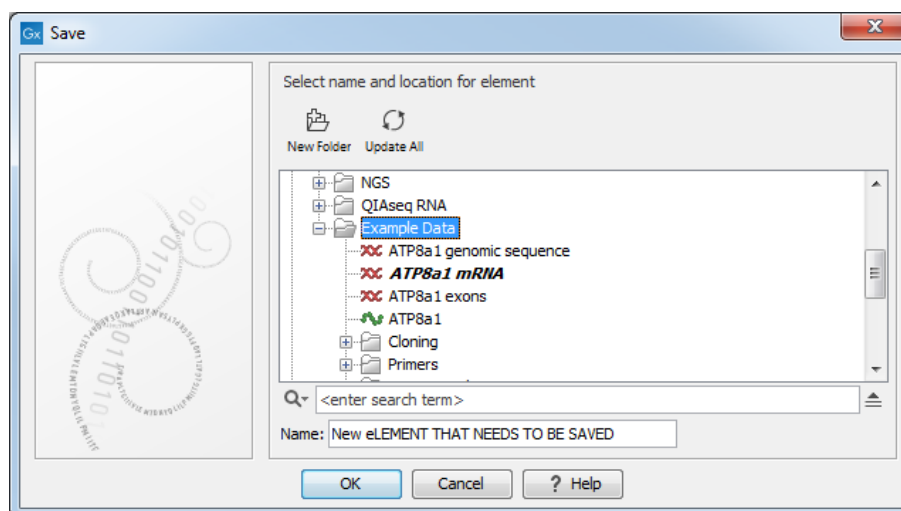 Gx Save
Select name and location for element
New Folder Update All
NGS
QIAseq RNA
Example Data
ATP8a1 genomic sequence
ATP8a1 mRNA
ATP8a1 exons
ATP8a1
Cloning
Primers
<enter search term>
Name: New eLEMENT THAT NEEDS TO BE SAVED
OK Cancel ? Help